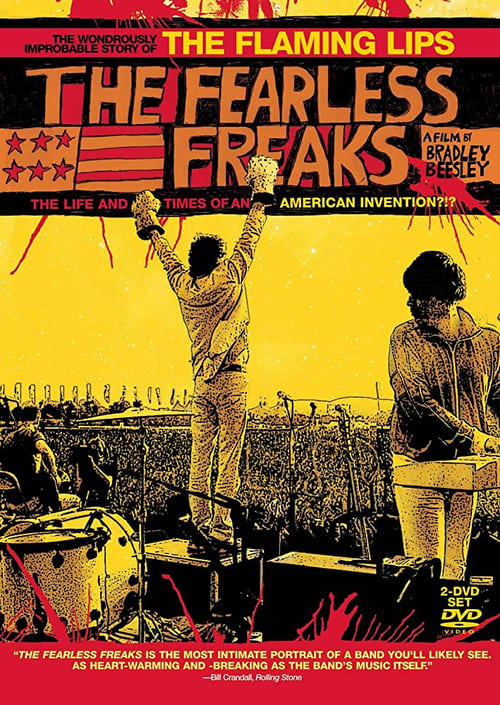 THE WONDROUSLY
IMPROBABLE STORY OF THE FLAMING LIPS
THE FEARLESS
FREAKS
A FILM BY
BRADLEY
BEESLEY
THE LIFE AND TIMES OF AN AMERICAN INVENTION?!?
2-DVD
SET
DVD
VIDEO
"THE FEARLESS FREAKS IS THE MOST INTIMATE PORTRAIT OF A BAND YOU'LL LIKELY SEE.
AS HEART-WARMING AND -BREAKING AS THE BAND'S MUSIC ITSELF."
—Bill Crandall, Rolling Stone